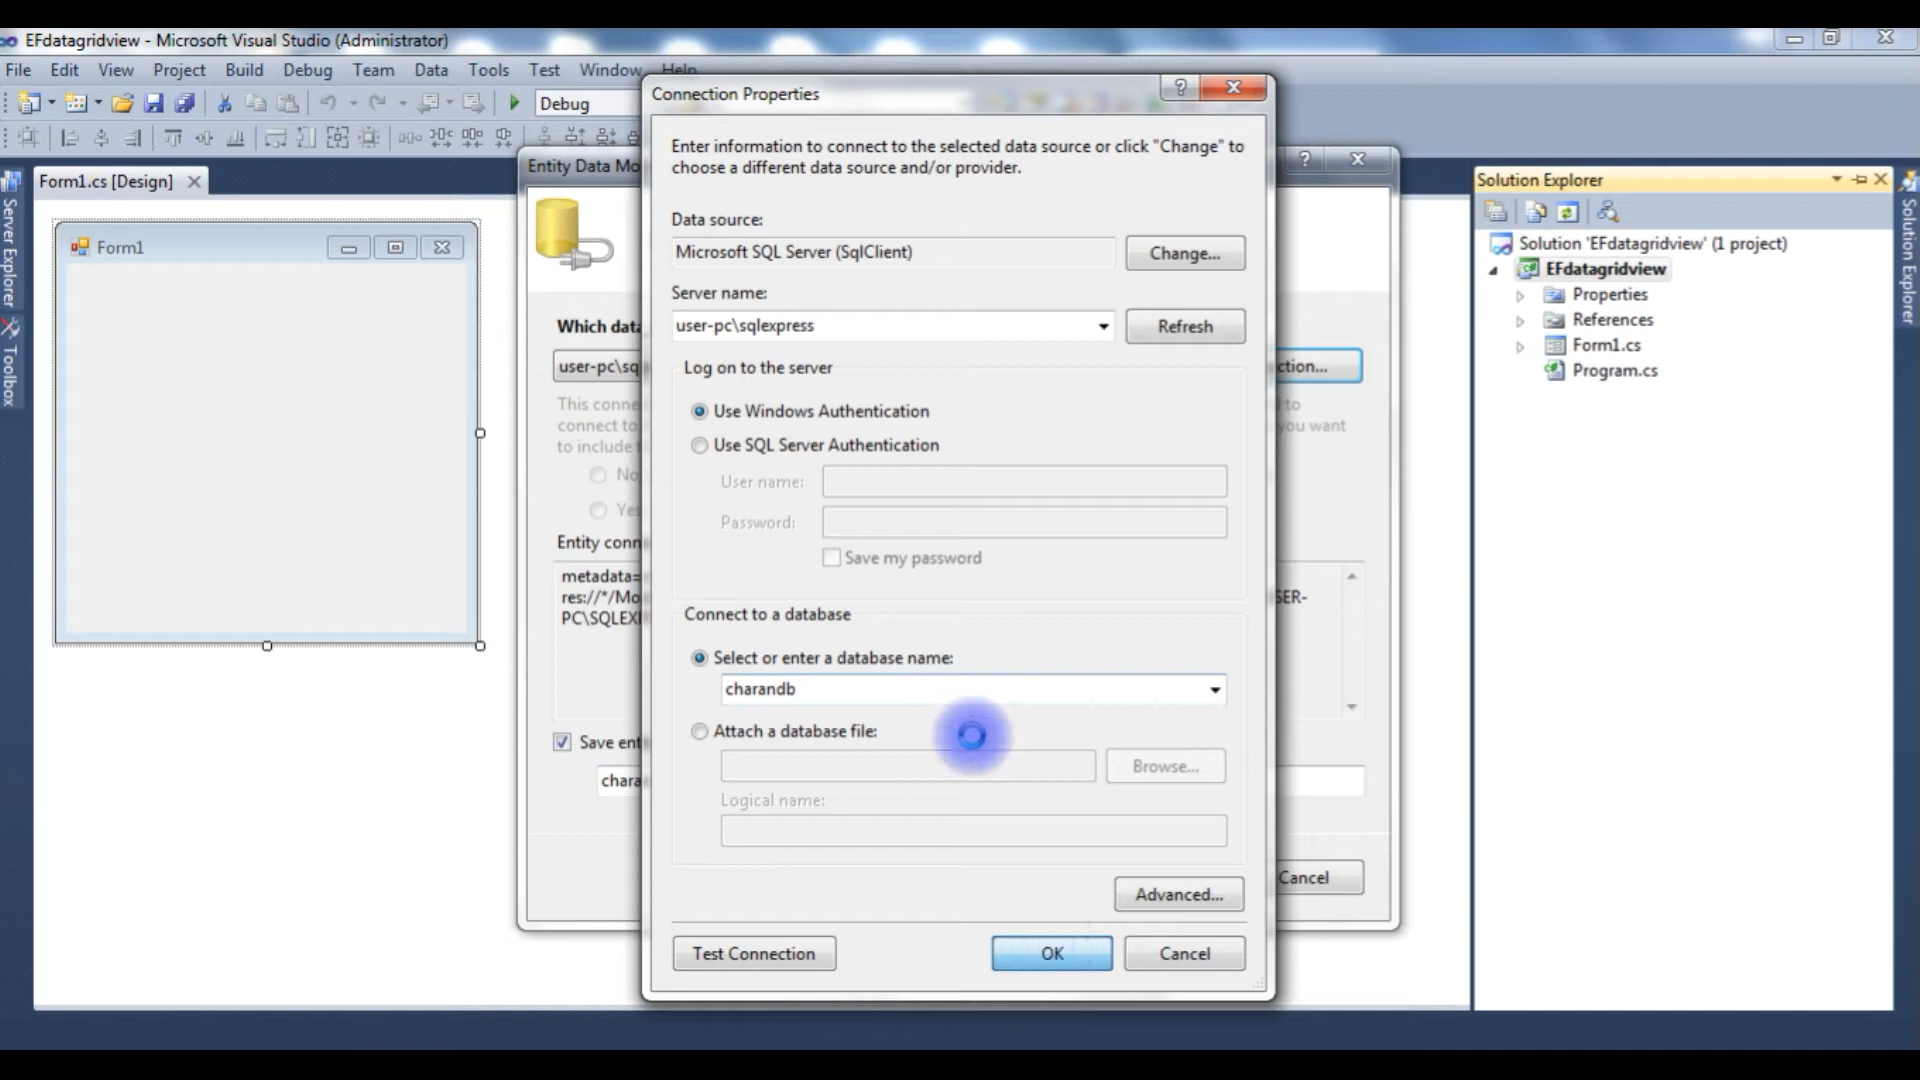 EFdatagridview - Microsoft Visual Studio (Administrator)
File Edit View Project Build Debug Team Data Tools Test Window Help
Debug
Form1.cs [Design]
Server Explorer
Toolbox
Form1
Entity Data Mo
Which data
user-pc\sq
ction...
This conne
to
connect to
you want
to include
No
Yes
Entity conn
metadata=
res://*/Mo
SER-
PC\SQLEX
Save ent
chara
Cancel
Connection Properties
Enter information to connect to the selected data source or click "Change" to
choose a different data source and/or provider.
Data source:
Microsoft SQL Server (SqlClient)
Change...
Server name:
user-pc\sqlexpress
Refresh
Log on to the server
Use Windows Authentication
Use SQL Server Authentication
User name:
Password:
Save my password
Connect to a database
Select or enter a database name:
charandb
Attach a database file:
Browse...
Logical name:
Advanced...
Test Connection
OK
Cancel
Solution Explorer
Solution 'EFdatagridview' (1 project)
EFdatagridview
Properties
References
Form1.cs
Program.cs
Solution Explorer